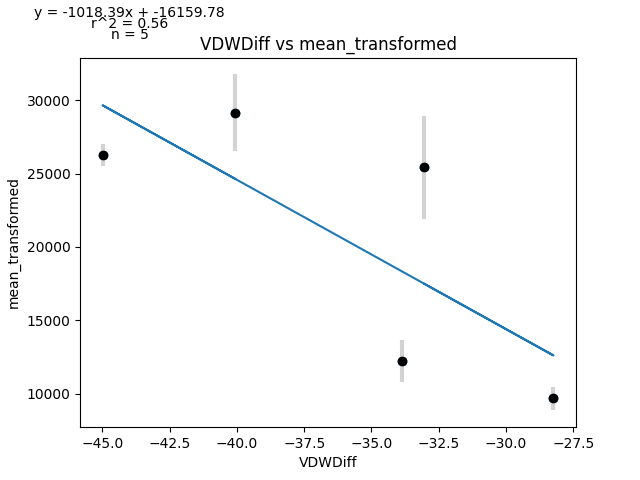 y = -1018.39x + -16159.78
r^2 = 0.56
n = 5
VDWDiff vs mean_transformed
mean_transformed
30000
25000
20000
15000
10000
−45.0 −42.5 −40.0 −37.5 −35.0 −32.5 −30.0 −27.5
VDWDiff